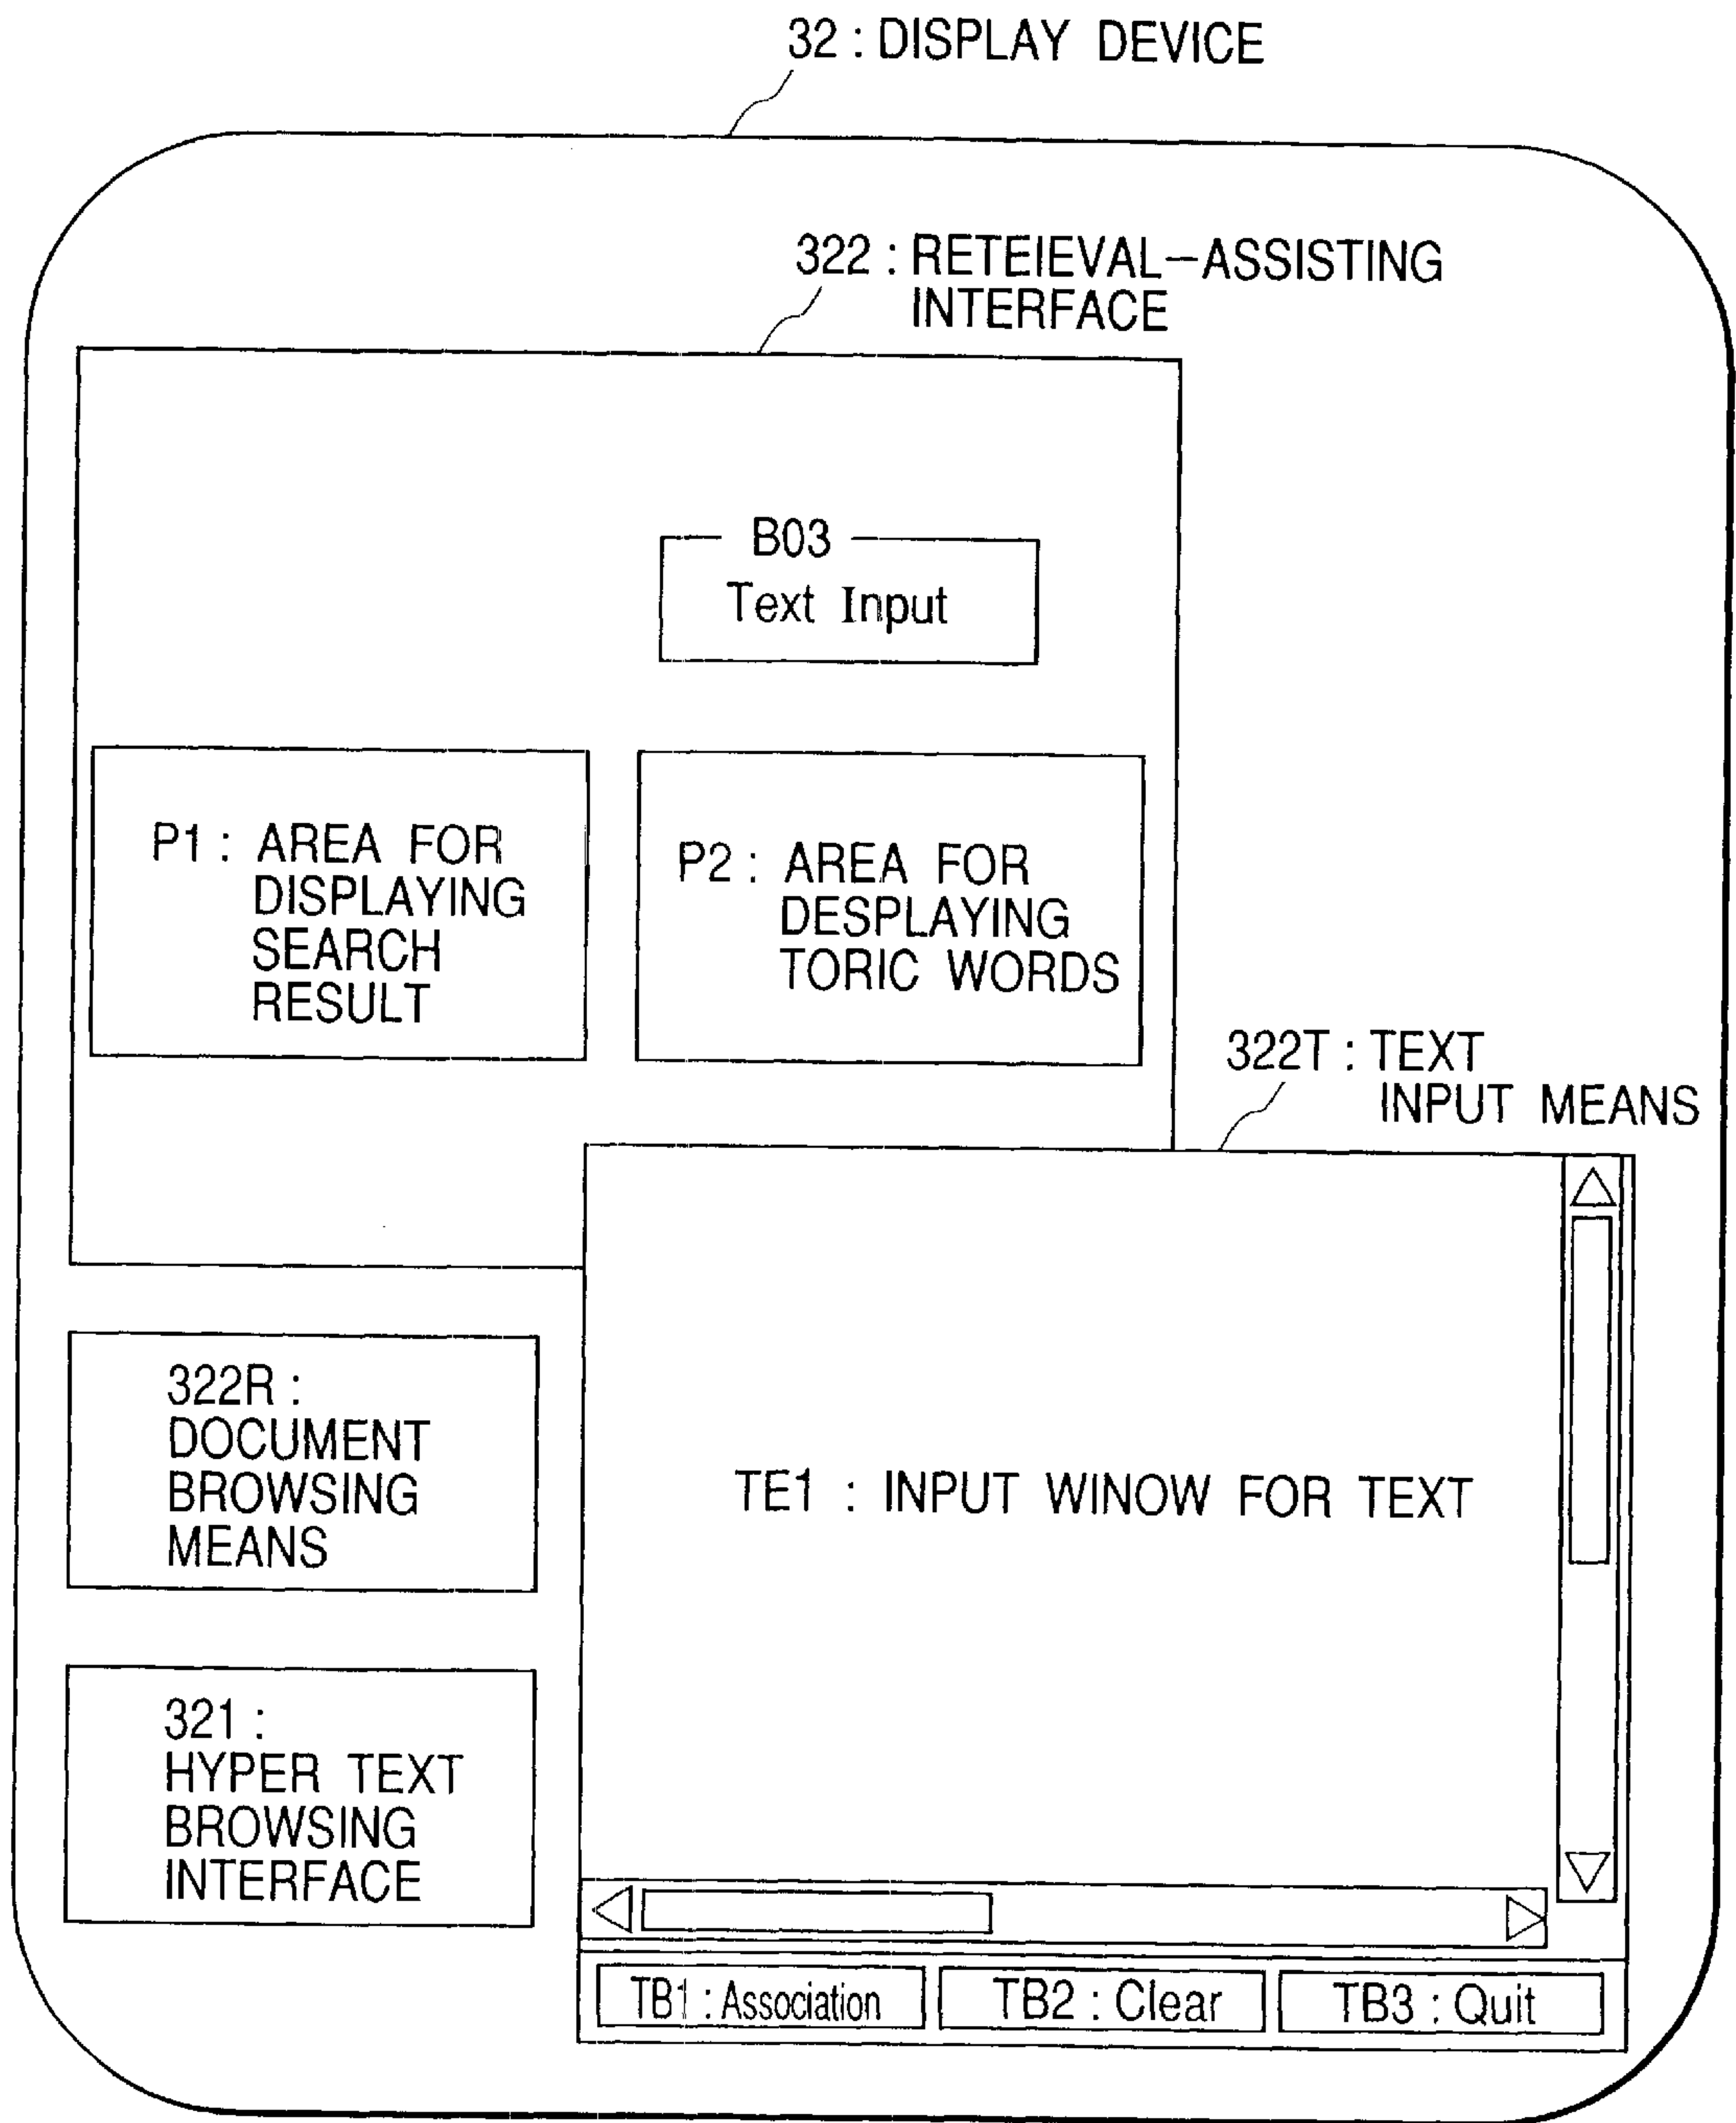 32 : DISPLAY DEVICE
322 : RETEIEVAL-ASSISTING
INTERFACE
B03
Text Input
P1 : AREA FOR
DISPLAYING
SEARCH
RESULT
P2 : AREA FOR
DESPLAYING
TORIC WORDS
322T : TEXT
INPUT MEANS
322R :
DOCUMENT
BROWSING
MEANS
TE1 : INPUT WINOW FOR TEXT
321 :
HYPER TEXT
BROWSING
INTERFACE
TB1 : Association
TB2 : Clear
TB3 : Quit